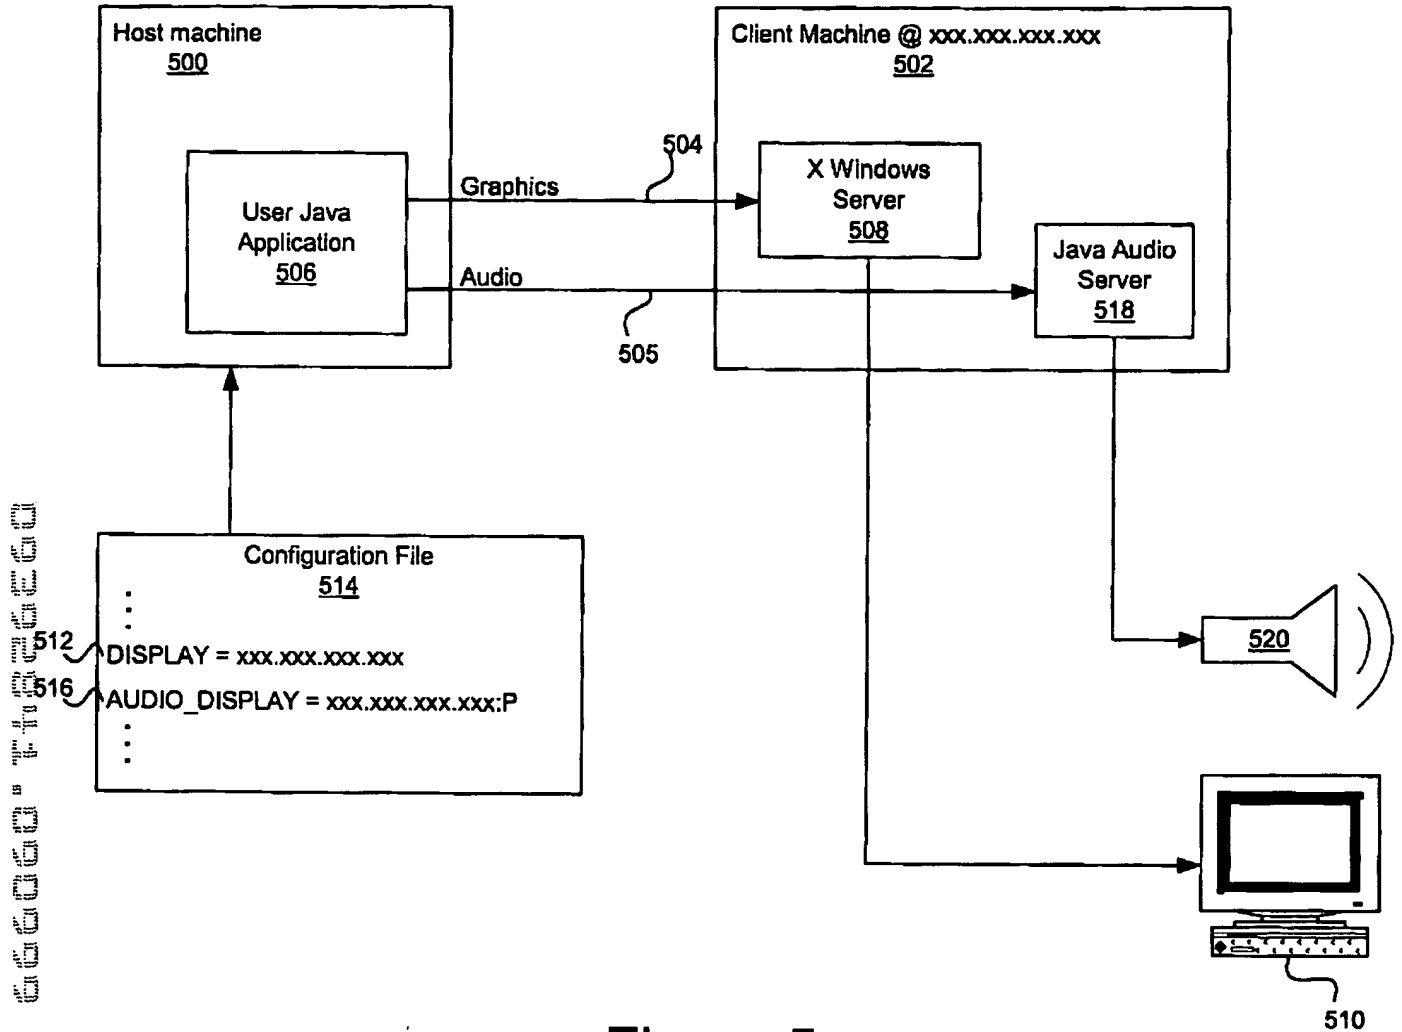 Host machine
500
Client Machine @ xxx.xxx.xxx.xxx
502
504
X Windows
Server
508
Graphics
User Java
Application
506
Java Audio
Server
518
Audio
505
Configuration File
514
512
DISPLAY = xxx.xxx.xxx.xxx
516
AUDIO_DISPLAY = xxx.xxx.xxx.xxx:P
520
510